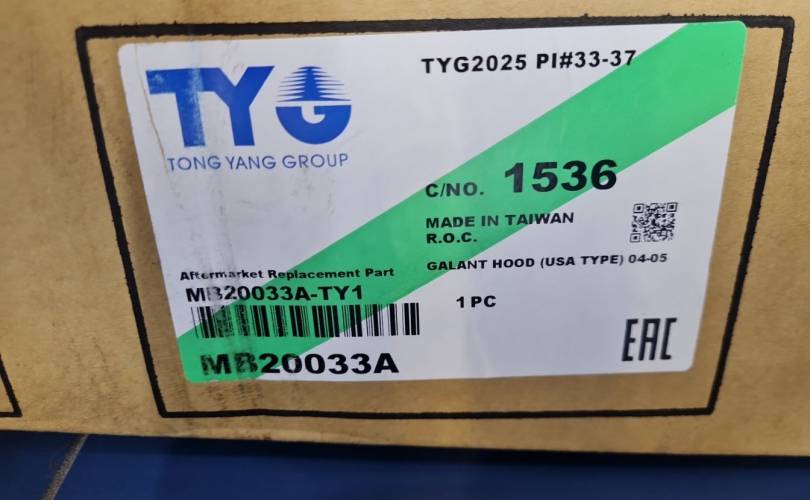 TYG
TONG YANG GROUP
TYG2025 PI#33-37
C/NO. 1536
MADE IN TAIWAN
R.O.C.
GALANT HOOD (USA TYPE) 04-05
1 PC
Aftermarket Replacement Part
MB20033A-TY1
MB20033A
EAC